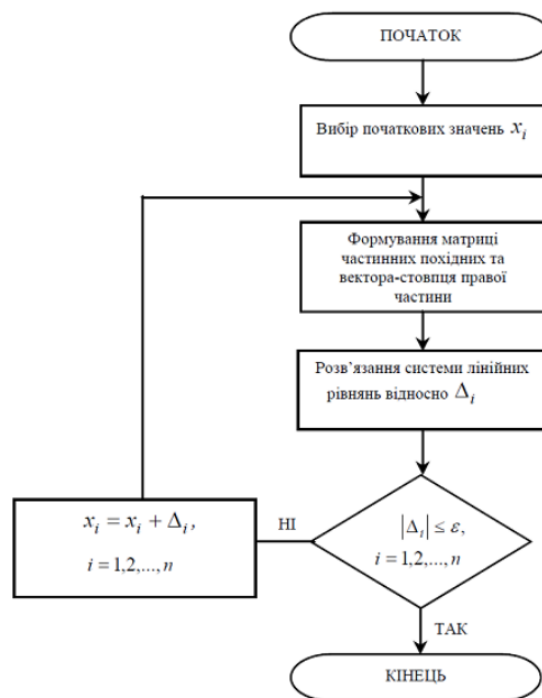 ПОЧАТОК
Вибір початкових значень x_i
Формування матриці
частинних похідних та
вектора-стовпця правої
частини
Розв’язання системи лінійних
рівнянь відносно Δ_i
|Δ_i| ≤ ε,
i = 1,2,...,n
НІ
x_i = x_i + Δ_i,
i = 1,2,...,n
ТАК
КІНЕЦЬ